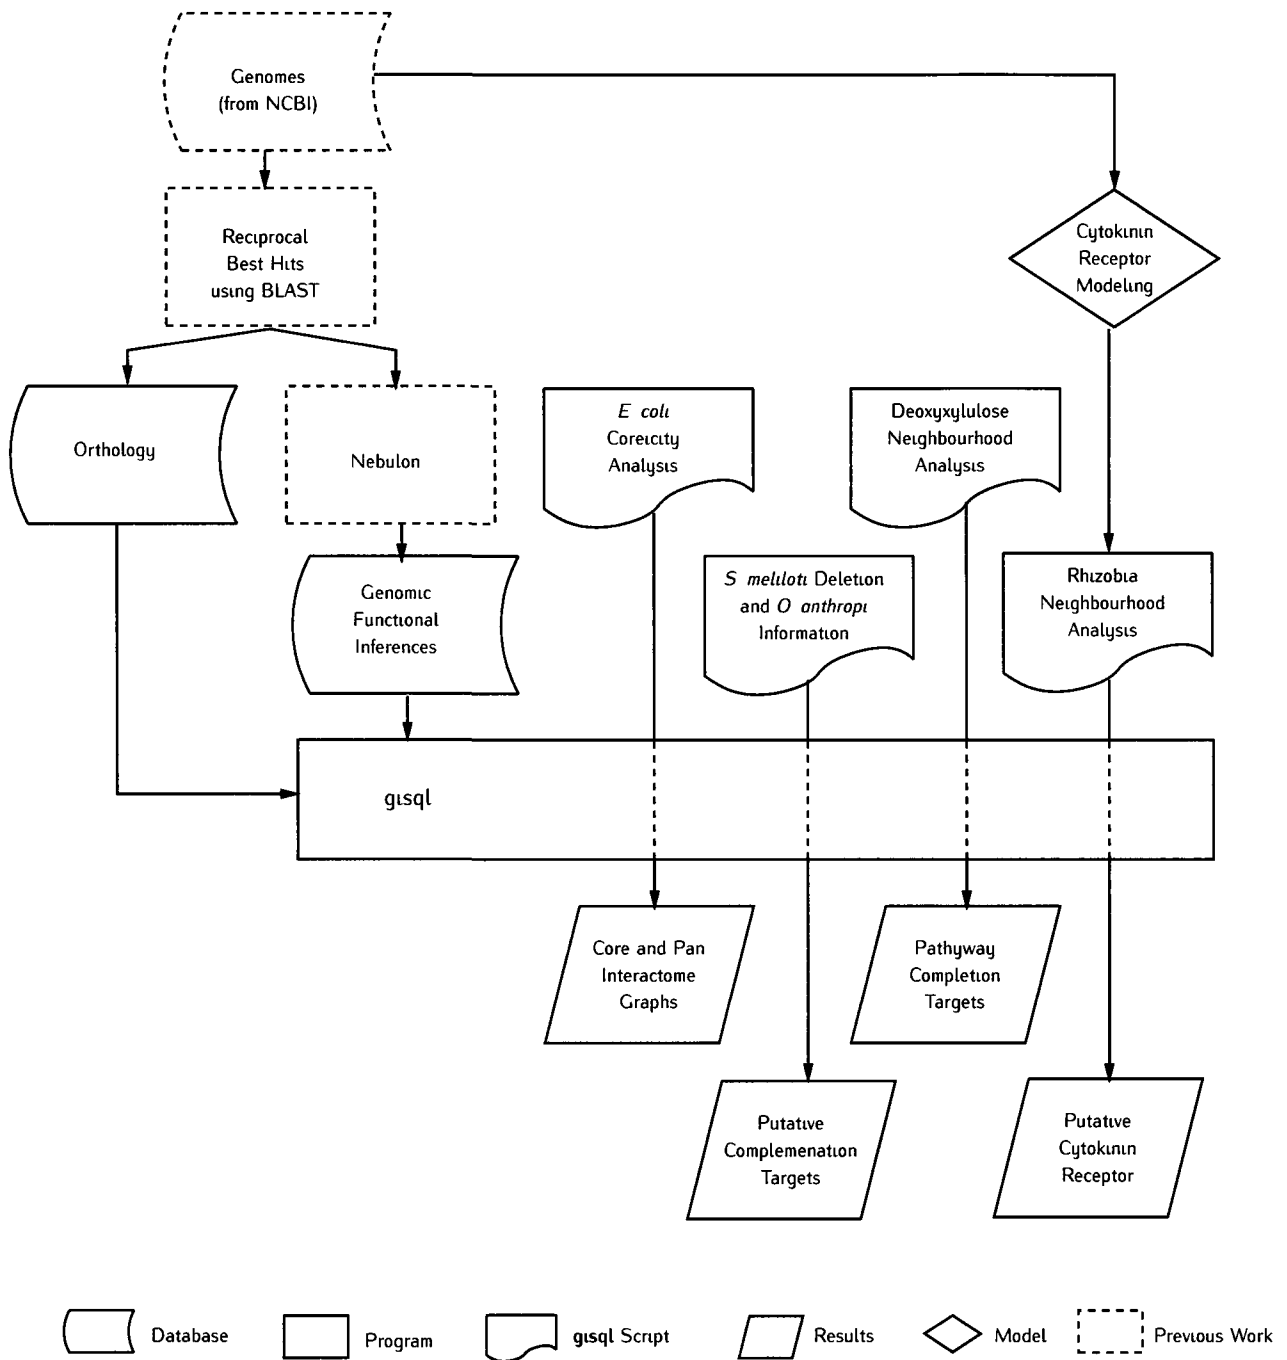 Genomes
(from NCBI)
Reciprocal
Best Hits
using BLAST
Cytokinin
Receptor
Modeling
Orthology
Nebulon
E coli
Coreicity
Analysis
Deoxyxylulose
Neighbourhood
Analysis
Genomic
Functional
Inferences
S meliloti Deletion
and O anthropi
Information
Rhizobia
Neighbourhood
Analysis
gisql
Core and Pan
Interactome
Graphs
Pathyway
Completion
Targets
Putative
Complemenation
Targets
Putative
Cytokinin
Receptor
Database
Program
gisql Script
Results
Model
Previous Work